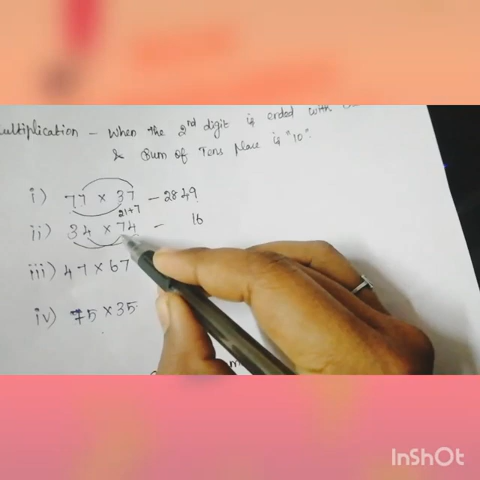 ultiplication - When the 2nd digit is ended with
& Sum of Tens place is "10".
i) 77 × 37 - 2849
21+7
ii) 34 × 74 - 16
iii) 47 × 67
iv) 75 × 35
InShOt